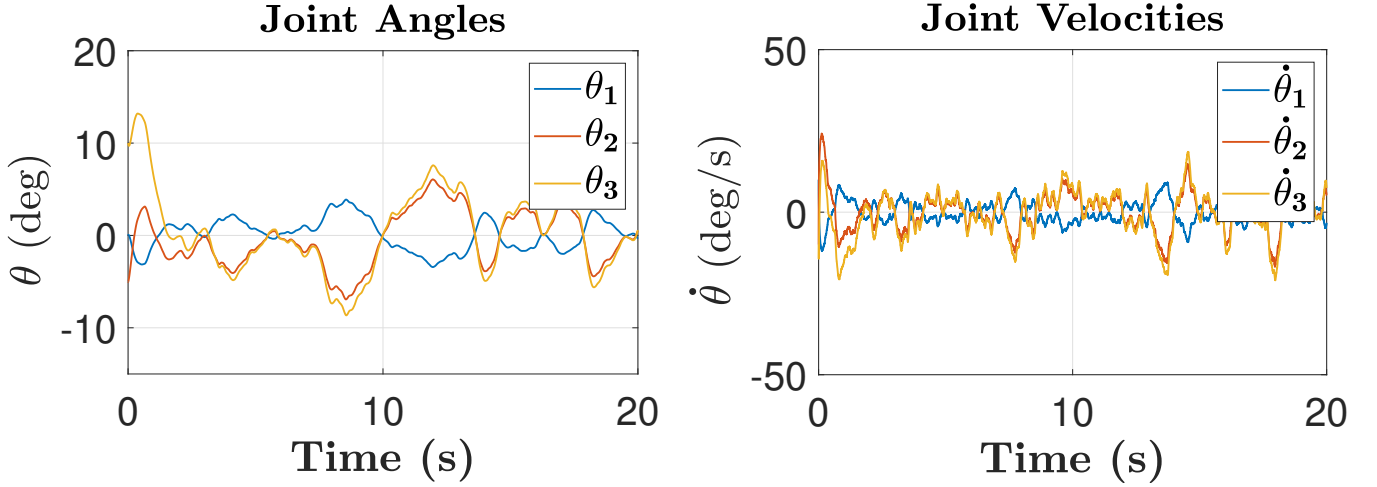 Joint Angles
20
10
0
-10
0
10
20
θ (deg)
Time (s)
θ₁
θ₂
θ₃
Joint Velocities
50
0
-50
0
10
20
θ̇ (deg/s)
Time (s)
θ̇₁
θ̇₂
θ̇₃